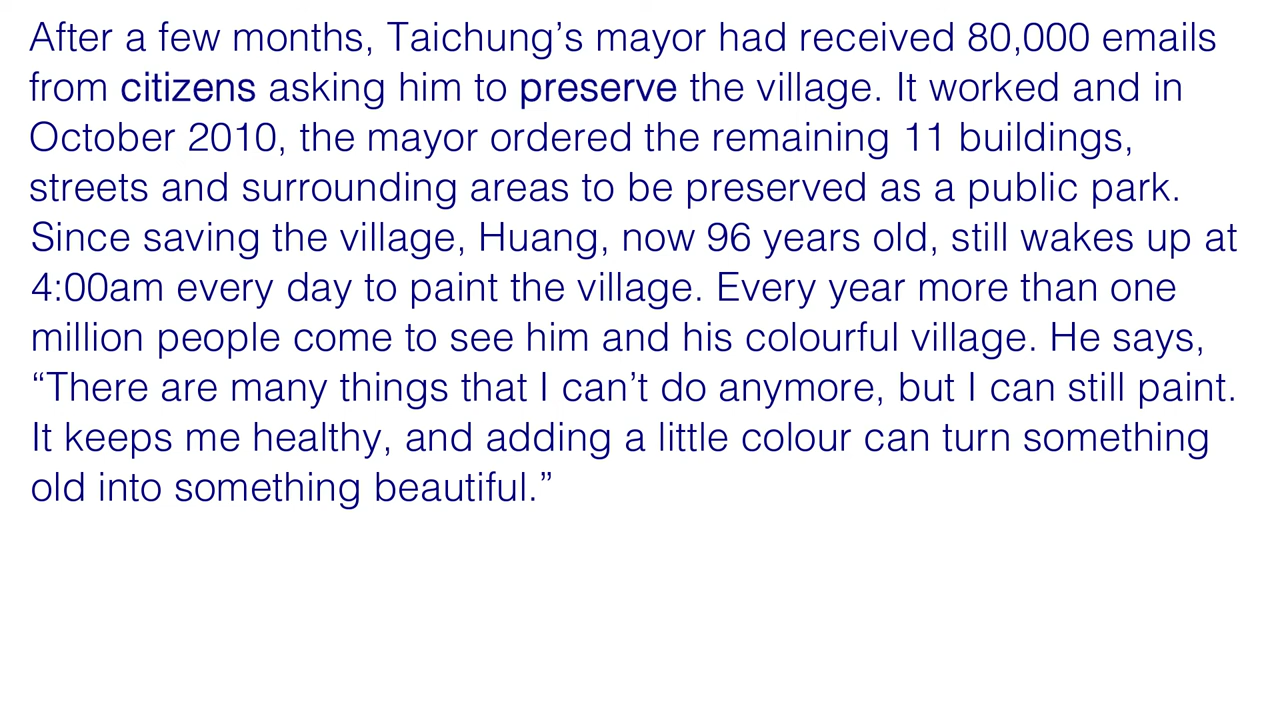 After a few months, Taichung’s mayor had received 80,000 emails
from citizens asking him to preserve the village. It worked and in
October 2010, the mayor ordered the remaining 11 buildings,
streets and surrounding areas to be preserved as a public park.
Since saving the village, Huang, now 96 years old, still wakes up at
4:00am every day to paint the village. Every year more than one
million people come to see him and his colourful village. He says,
“There are many things that I can’t do anymore, but I can still paint.
It keeps me healthy, and adding a little colour can turn something
old into something beautiful.”